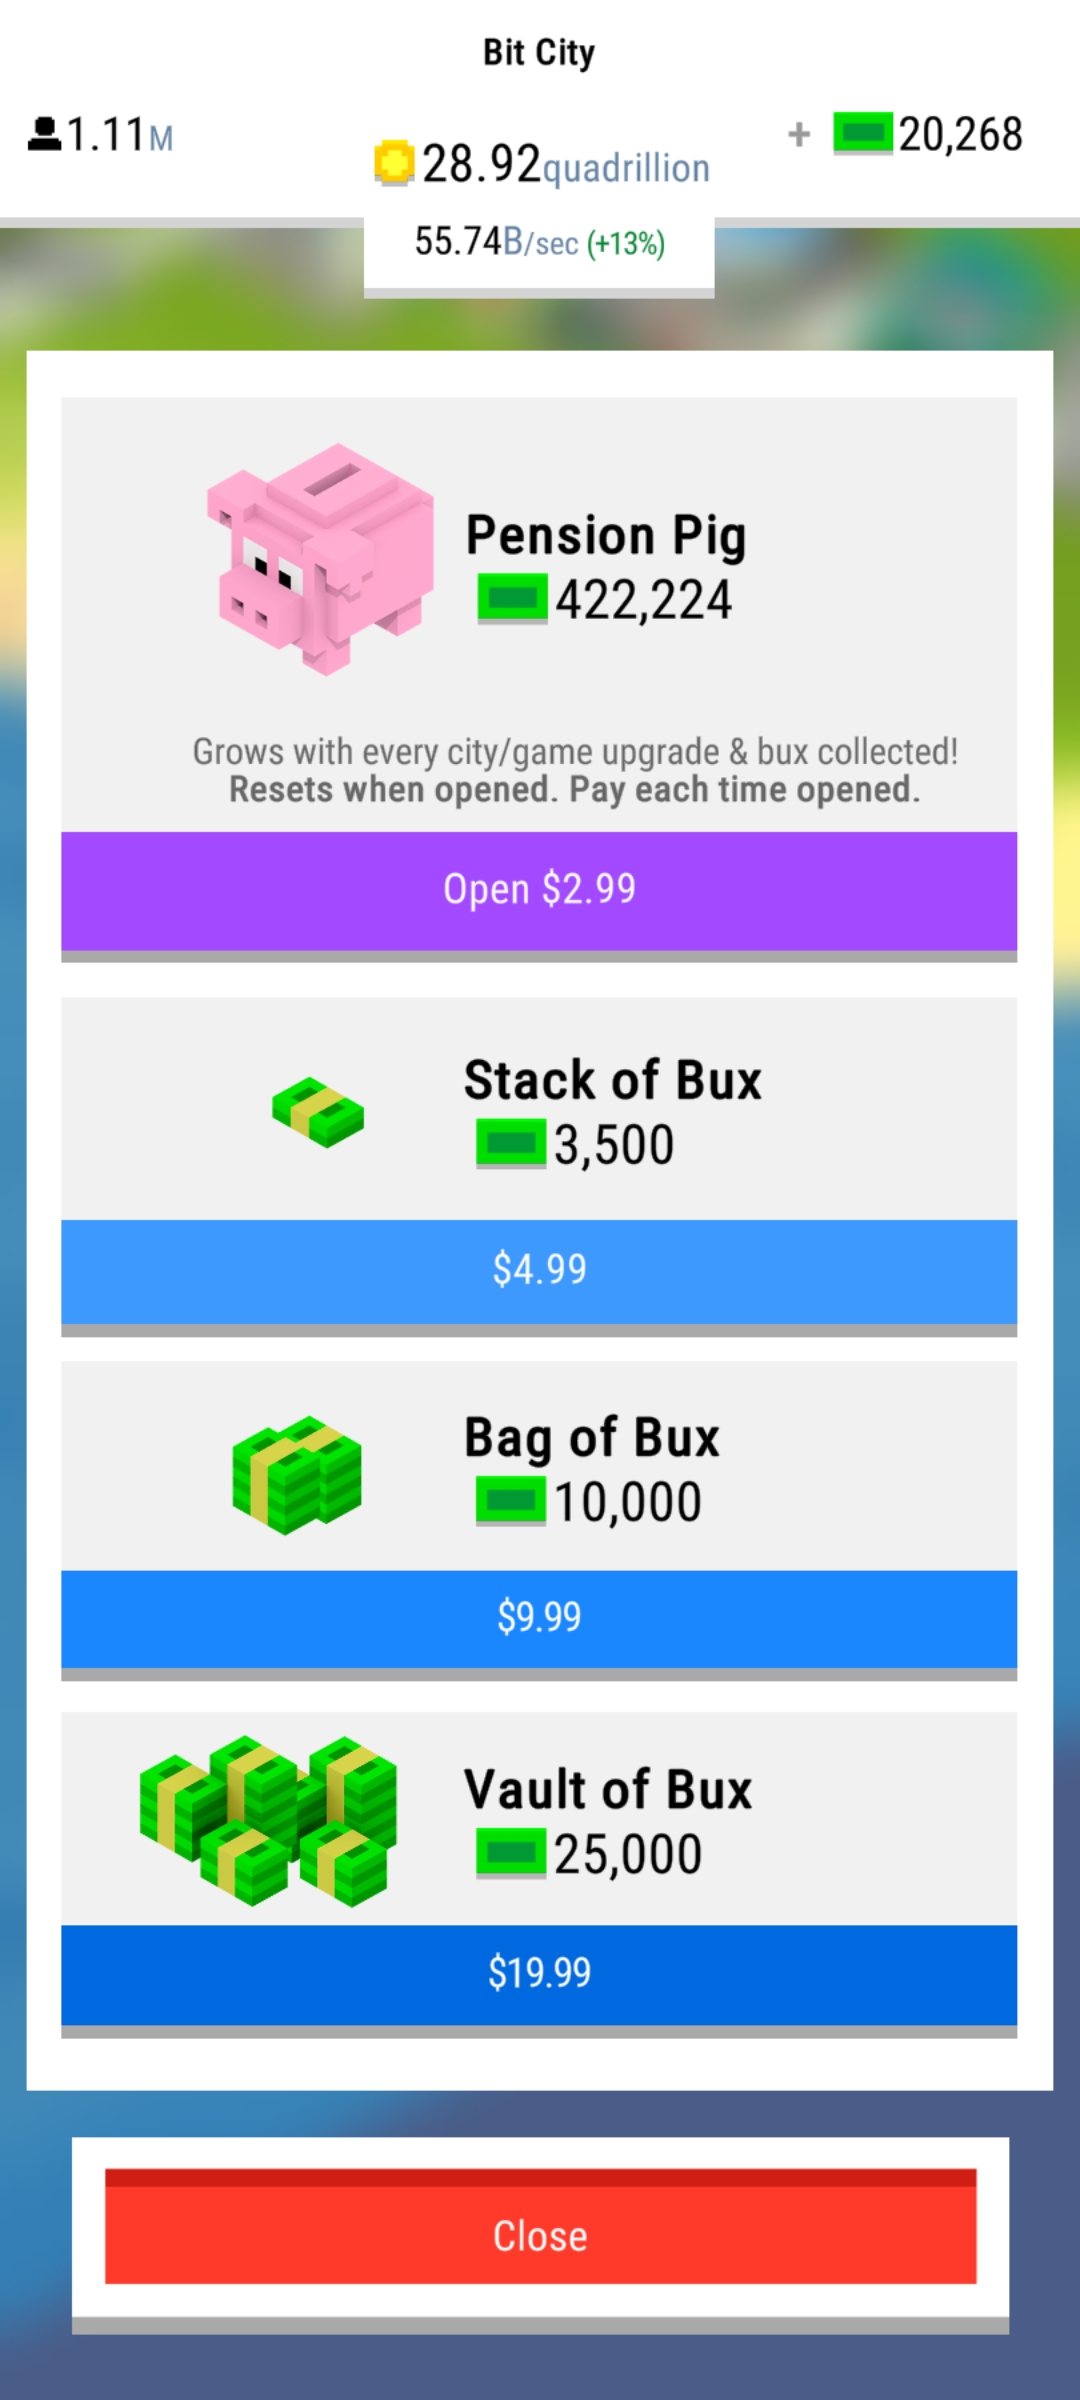 Bit City
1.11M
28.92quadrillion
+ 20,268
55.74B/sec (+13%)
Pension Pig
422,224
Grows with every city/game upgrade & bux collected!
Resets when opened. Pay each time opened.
Open $2.99
Stack of Bux
3,500
$4.99
Bag of Bux
10,000
$9.99
Vault of Bux
25,000
$19.99
Close